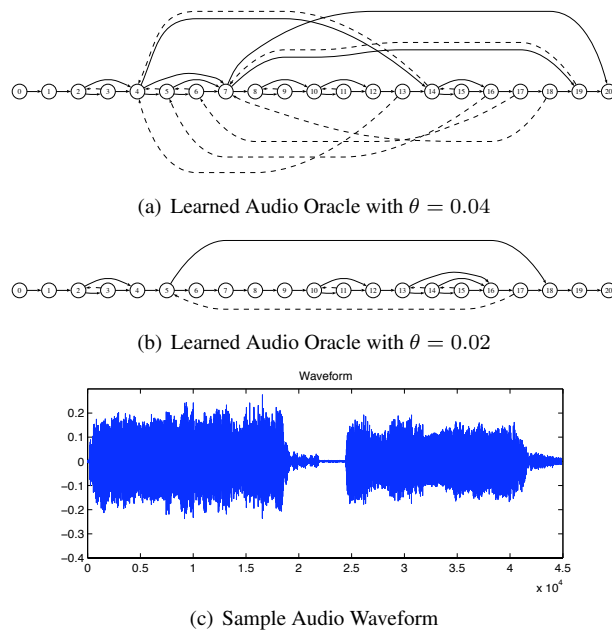 0 1 2 3 4 5 6 7 8 9 10 11 12 13 14 15 16 17 18 19 20
(a) Learned Audio Oracle with θ = 0.04
0 1 2 3 4 5 6 7 8 9 10 11 12 13 14 15 16 17 18 19 20
(b) Learned Audio Oracle with θ = 0.02
Waveform
0.2
0.1
0
−0.1
−0.2
−0.3
−0.4
0 0.5 1 1.5 2 2.5 3 3.5 4 4.5
x 10⁴
(c) Sample Audio Waveform